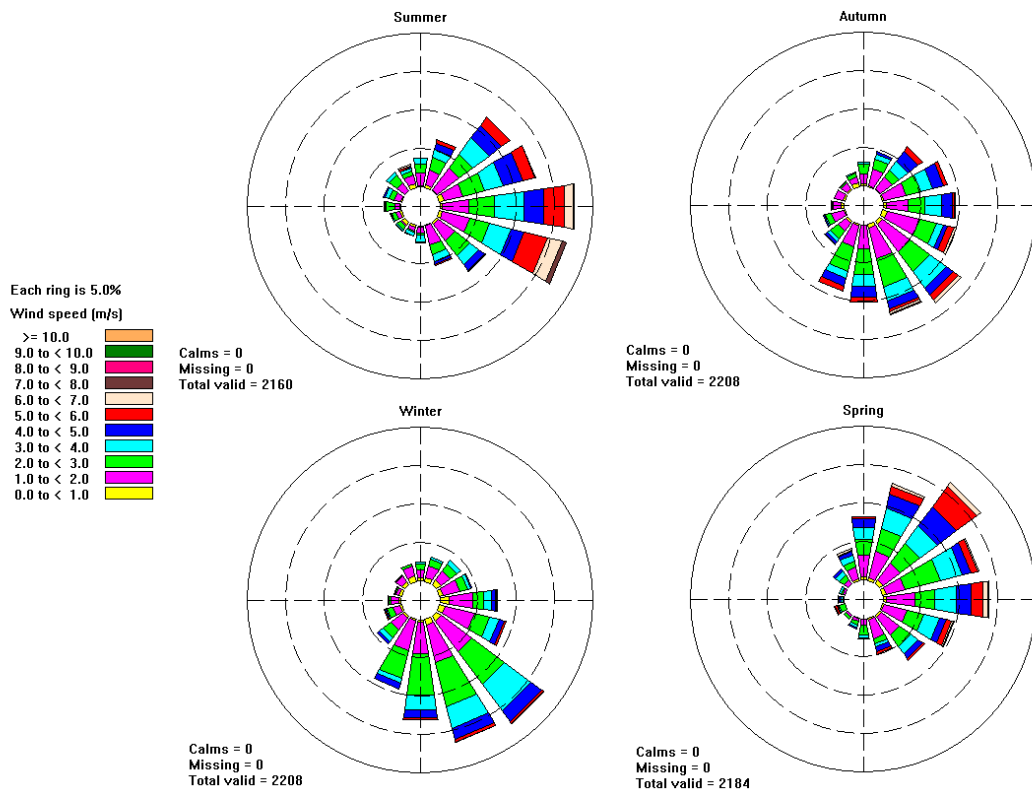 Summer
Autumn
Each ring is 5.0%
Wind speed (m/s)
>= 10.0
9.0 to < 10.0
8.0 to < 9.0
7.0 to < 8.0
6.0 to < 7.0
5.0 to < 6.0
4.0 to < 5.0
3.0 to < 4.0
2.0 to < 3.0
1.0 to < 2.0
0.0 to < 1.0
Calms = 0
Missing = 0
Total valid = 2160
Calms = 0
Missing = 0
Total valid = 2208
Winter
Spring
Calms = 0
Missing = 0
Total valid = 2208
Calms = 0
Missing = 0
Total valid = 2184